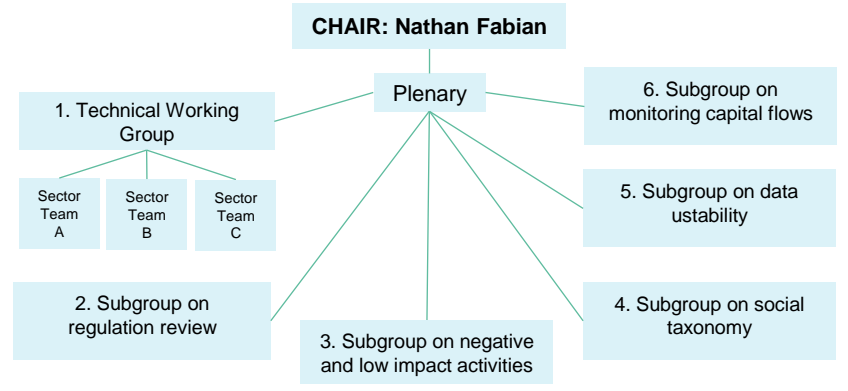 CHAIR: Nathan Fabian
Plenary
1. Technical Working
Group
Sector
Team
A
Sector
Team
B
Sector
Team
C
2. Subgroup on
regulation review
3. Subgroup on negative
and low impact activities
4. Subgroup on social
taxonomy
5. Subgroup on data
ustability
6. Subgroup on
monitoring capital flows